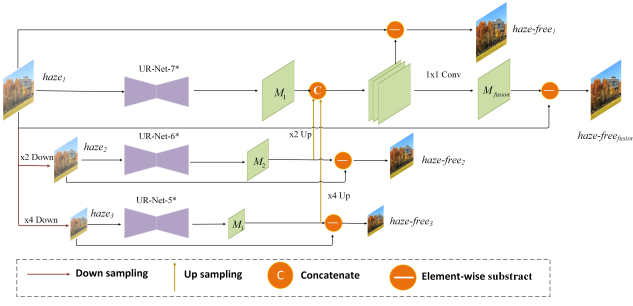 haze-free₁
UR-Net-7*
haze₁
1x1 Conv
M₁
C
M_fusion
haze-free_fusion
x2 Up
UR-Net-6*
haze₂
x2 Down
M₂
haze-free₂
x4 Up
UR-Net-5*
haze₃
x4 Down
M₃
haze-free₃
Down sampling
Up sampling
C
Concatenate
Element-wise substract